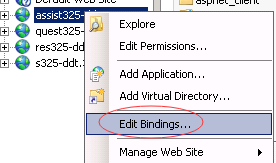 Default Web Site
aspnet_client
assist325-
Explore
quest325-
Edit Permissions...
res325-dd
s325-ddt.
Add Application...
Add Virtual Directory...
Edit Bindings...
Manage Web Site